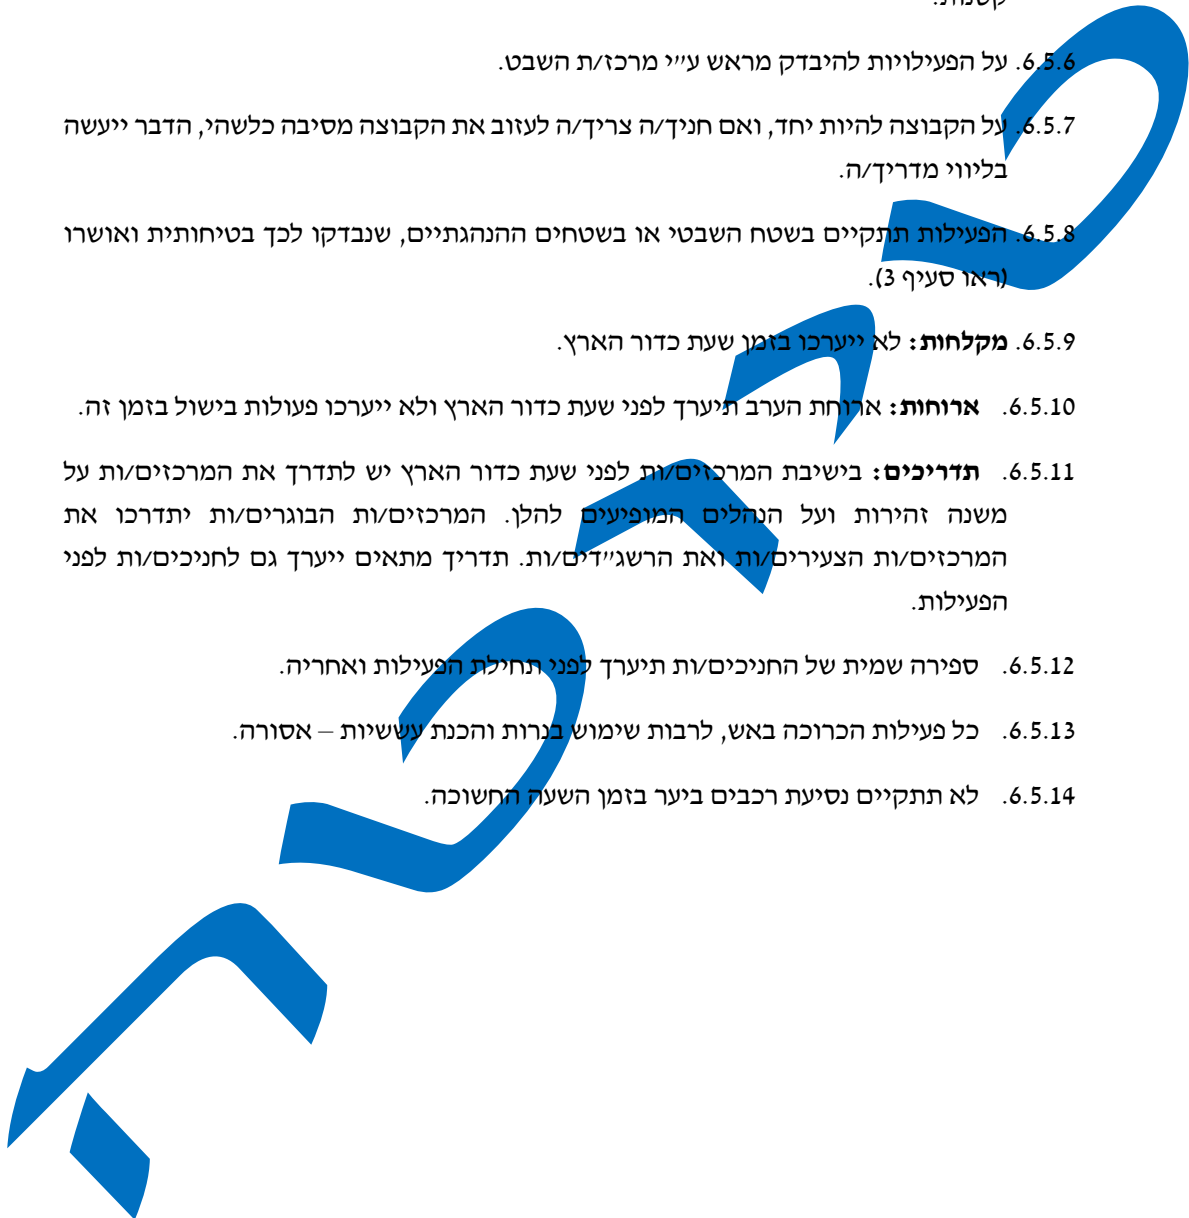 6.5.6. על הפעילויות להיבדק מראש ע״י מרכז/ת השבט.
6.5.7. על הקבוצה להיות יחד, ואם חניך/ה צריך/ה לעזוב את הקבוצה מסיבה כלשהי, הדבר ייעשה
בליווי מדריך/ה.
6.5.8. הפעילות תתקיים בשטח השבטי או בשטחים ההנהגתיים, שנבדקו לכך בטיחותית ואושרו
(ראו סעיף 3).
6.5.9. מקלחות: לא ייערכו בזמן שעת כדור הארץ.
6.5.10. ארוחות: ארוחת הערב תיערך לפני שעת כדור הארץ ולא ייערכו פעולות בישול בזמן זה.
6.5.11. תדריכים: בישיבת המרכזים/ות לפני שעת כדור הארץ יש לתדרך את המרכזים/ות על
משנה זהירות ועל הנהלים המופיעים להלן. המרכזים/ות הבוגרים/ות יתדרכו את
המרכזים/ות הצעירים/ות ואת הרשג״דים/ות. תדריך מתאים ייערך גם לחניכים/ות לפני
הפעילות.
6.5.12. ספירה שמית של החניכים/ות תיערך לפני תחילת הפעילות ואחריה.
6.5.13. כל פעילות הכרוכה באש, לרבות שימוש בנרות והכנת עששיות – אסורה.
6.5.14. לא תתקיים נסיעת רכבים ביער בזמן השעה החשוכה.